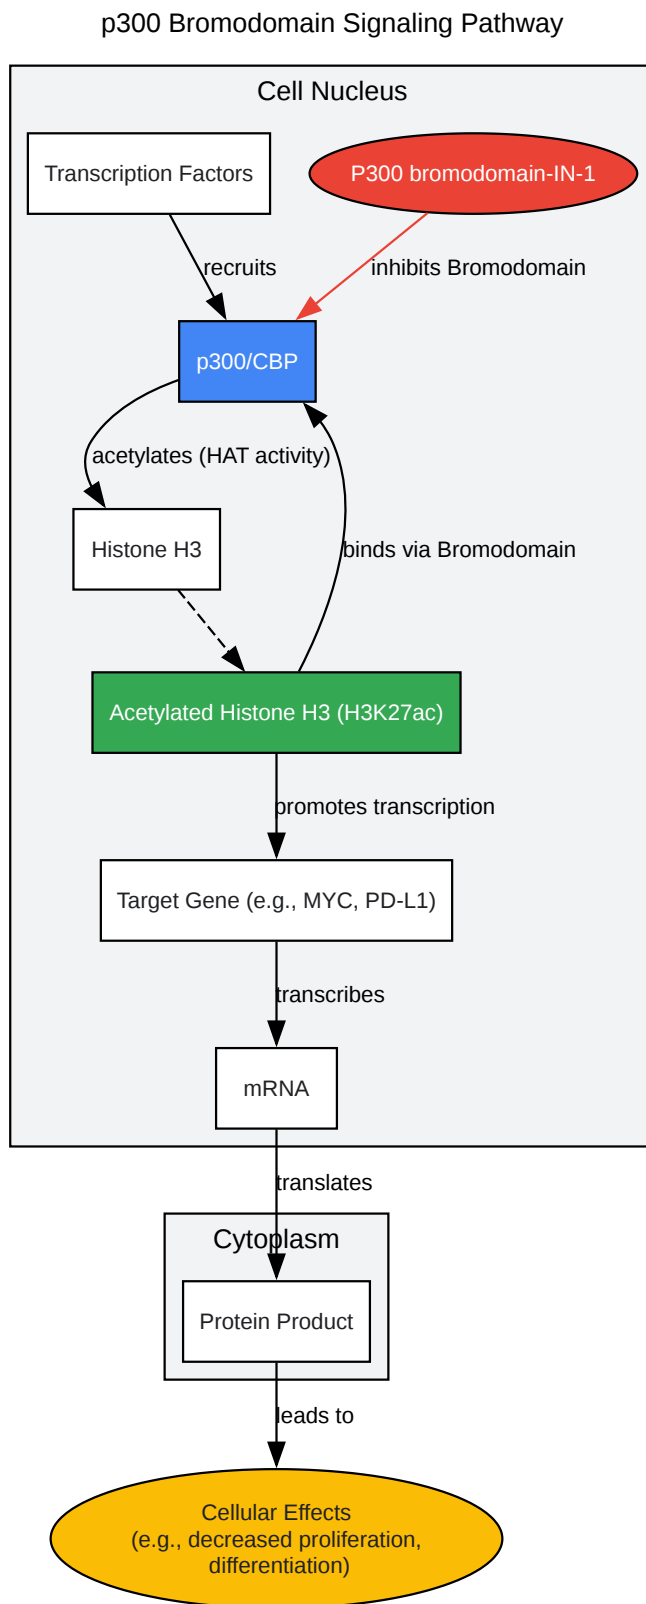 p300 Bromodomain Signaling Pathway
Cell Nucleus
Transcription Factors
P300 bromodomain-IN-1
recruits
inhibits Bromodomain
p300/CBP
acetylates (HAT activity)
Histone H3
binds via Bromodomain
Acetylated Histone H3 (H3K27ac)
promotes transcription
Target Gene (e.g., MYC, PD-L1)
transcribes
mRNA
translates
Cytoplasm
Protein Product
leads to
Cellular Effects
(e.g., decreased proliferation,
differentiation)